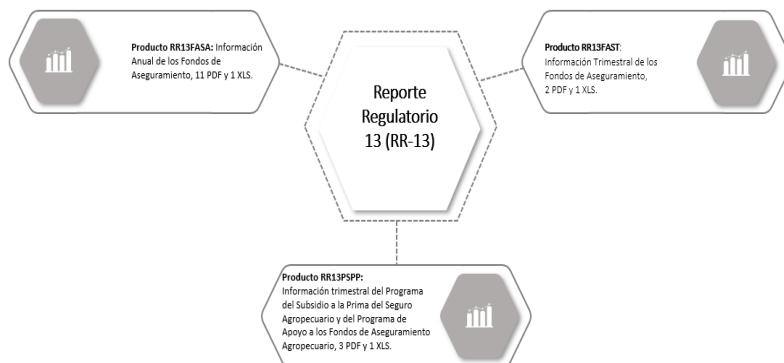 Producto RR13FASA: Información
Anual de los Fondos de
Aseguramiento, 11 PDF y 1 XLS.
Reporte
Regulatorio
13 (RR-13)
Producto RR13FAST:
Información Trimestral de los
Fondos de Aseguramiento,
2 PDF y 1 XLS.
Producto RR13PSPP:
Información trimestral del Programa
del Subsidio a la Prima del Seguro
Agropecuario y del Programa de
Apoyo a los Fondos de Aseguramiento
Agropecuario, 3 PDF y 1 XLS.